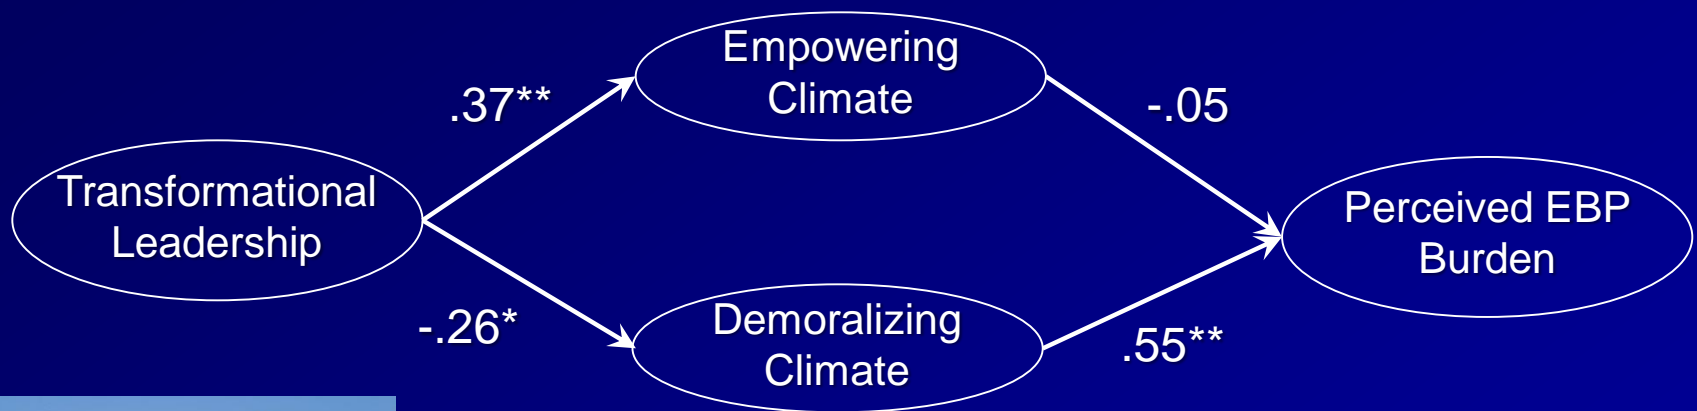 Empowering
Climate
.37**
-.05
Transformational
Leadership
Perceived EBP
Burden
-.26*
Demoralizing
Climate
.55**